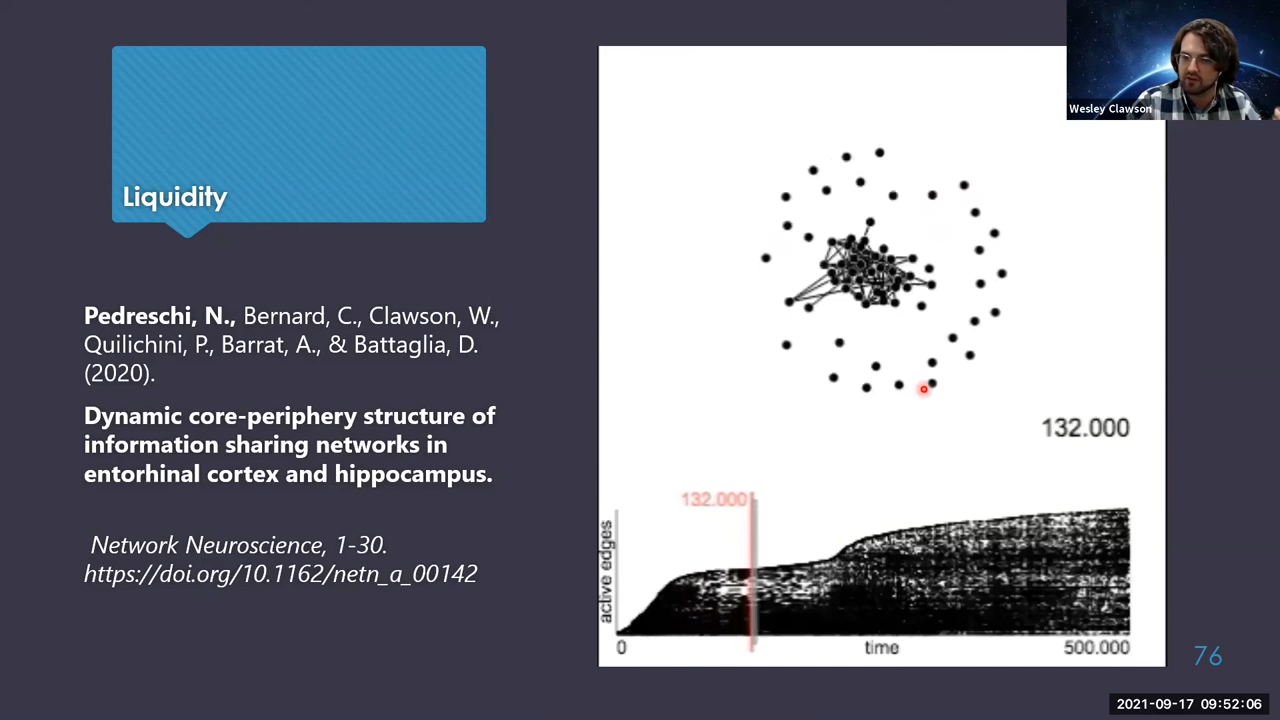 Wesley Clawson
Liquidity
Pedreschi, N., Bernard, C., Clawson, W.,
Quilichini, P., Barrat, A., & Battaglia, D.
(2020).
Dynamic core-periphery structure of
information sharing networks in
entorhinal cortex and hippocampus.
Network Neuroscience, 1-30.
https://doi.org/10.1162/netn_a_00142
132.000
132.000
active edges
0
time
500.000
76
2021-09-17 09:52:06